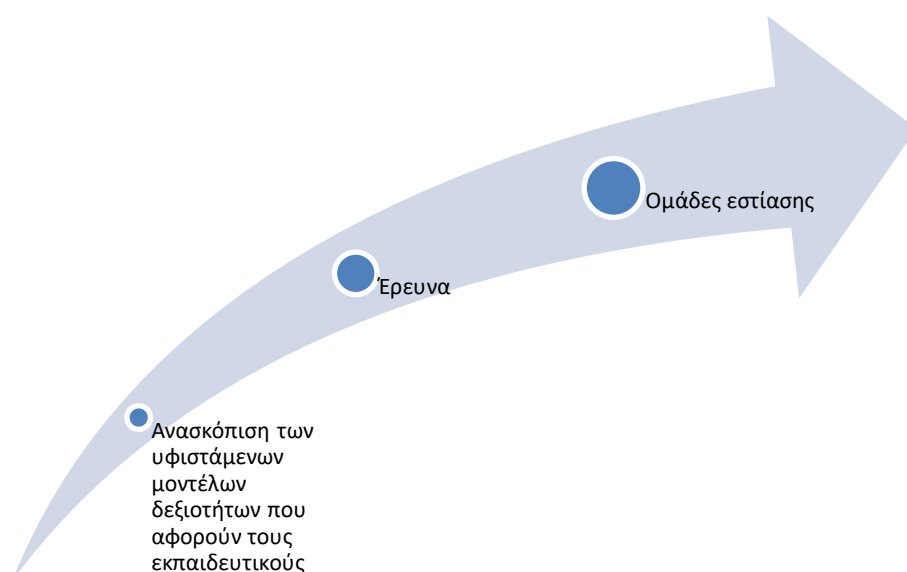 Ομάδες εστίασης
Έρευνα
Ανασκόπιση των
υφιστάμενων
μοντέλων
δεξιοτήτων που
αφορούν τους
εκπαιδευτικούς